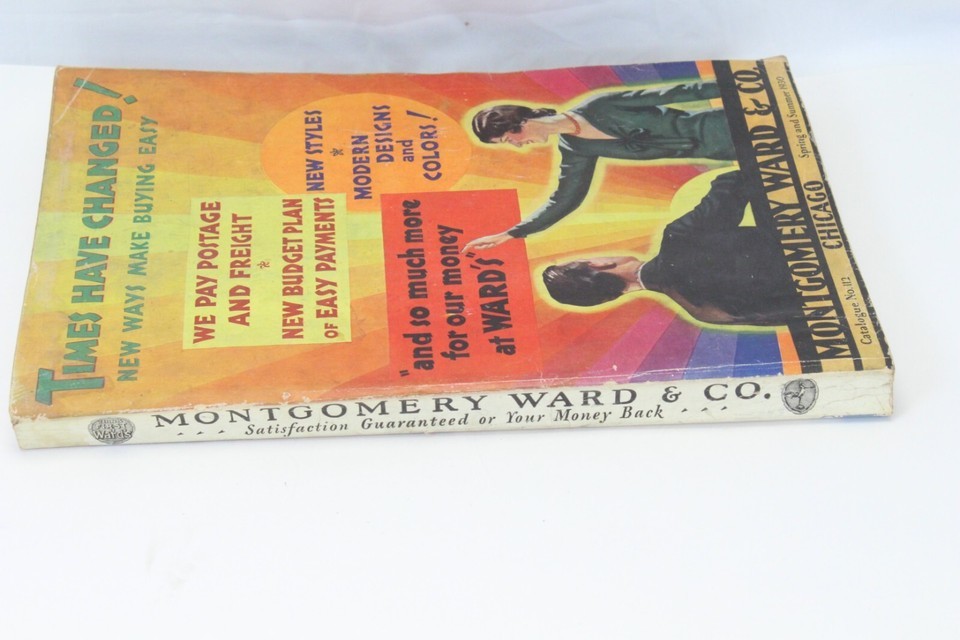 TIMES HAVE CHANGED!
NEW WAYS MAKE BUYING EASY
NEW STYLES
MODERN
DESIGNS
and
COLORS!
WE PAY POSTAGE
AND FREIGHT
NEW BUDGET PLAN
OF EASY PAYMENTS
"and so much more
for our money
at WARD'S"
MONTGOMERY WARD & CO.
CHICAGO
Catalogue No. 112
Spring and Summer 1930
MONTGOMERY WARD & CO.
Satisfaction Guaranteed or Your Money Back
WARDS